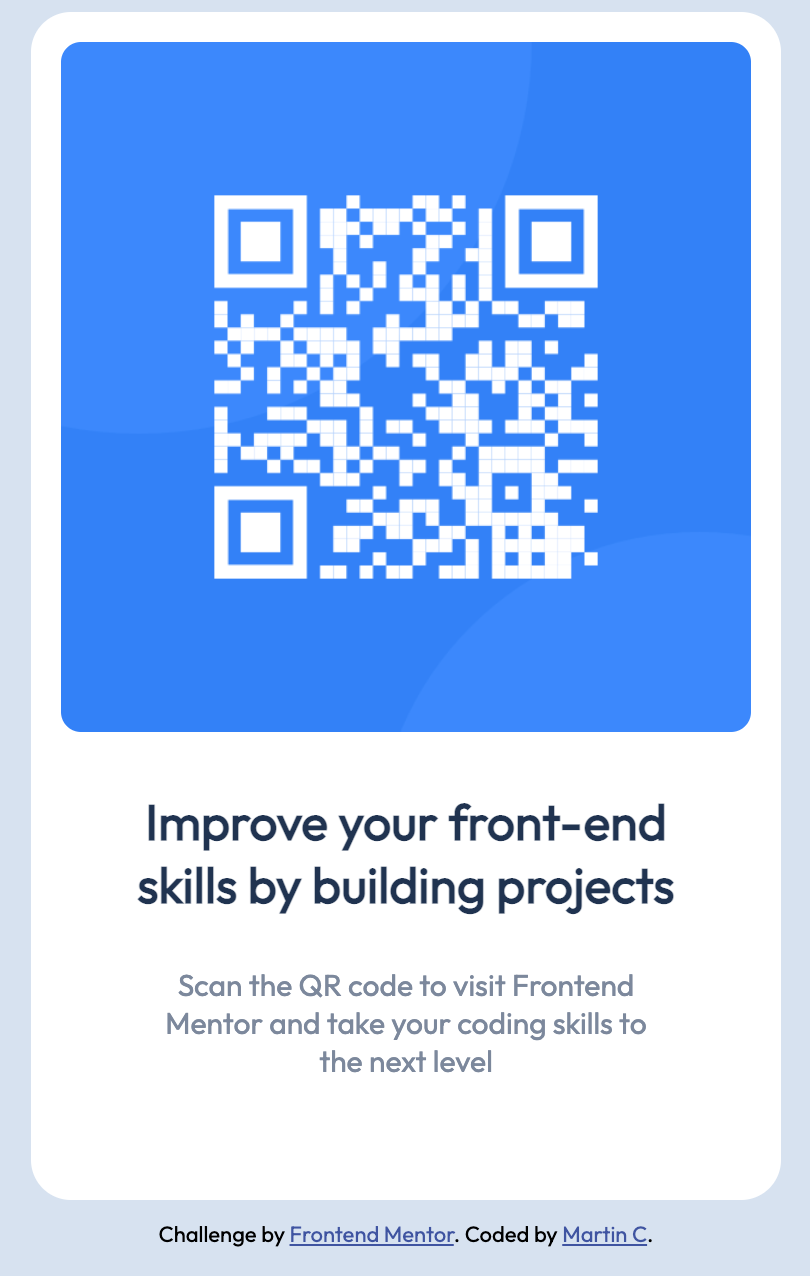 Improve your front-end
skills by building projects
Scan the QR code to visit Frontend
Mentor and take your coding skills to
the next level
Challenge by Frontend Mentor. Coded by Martin C.